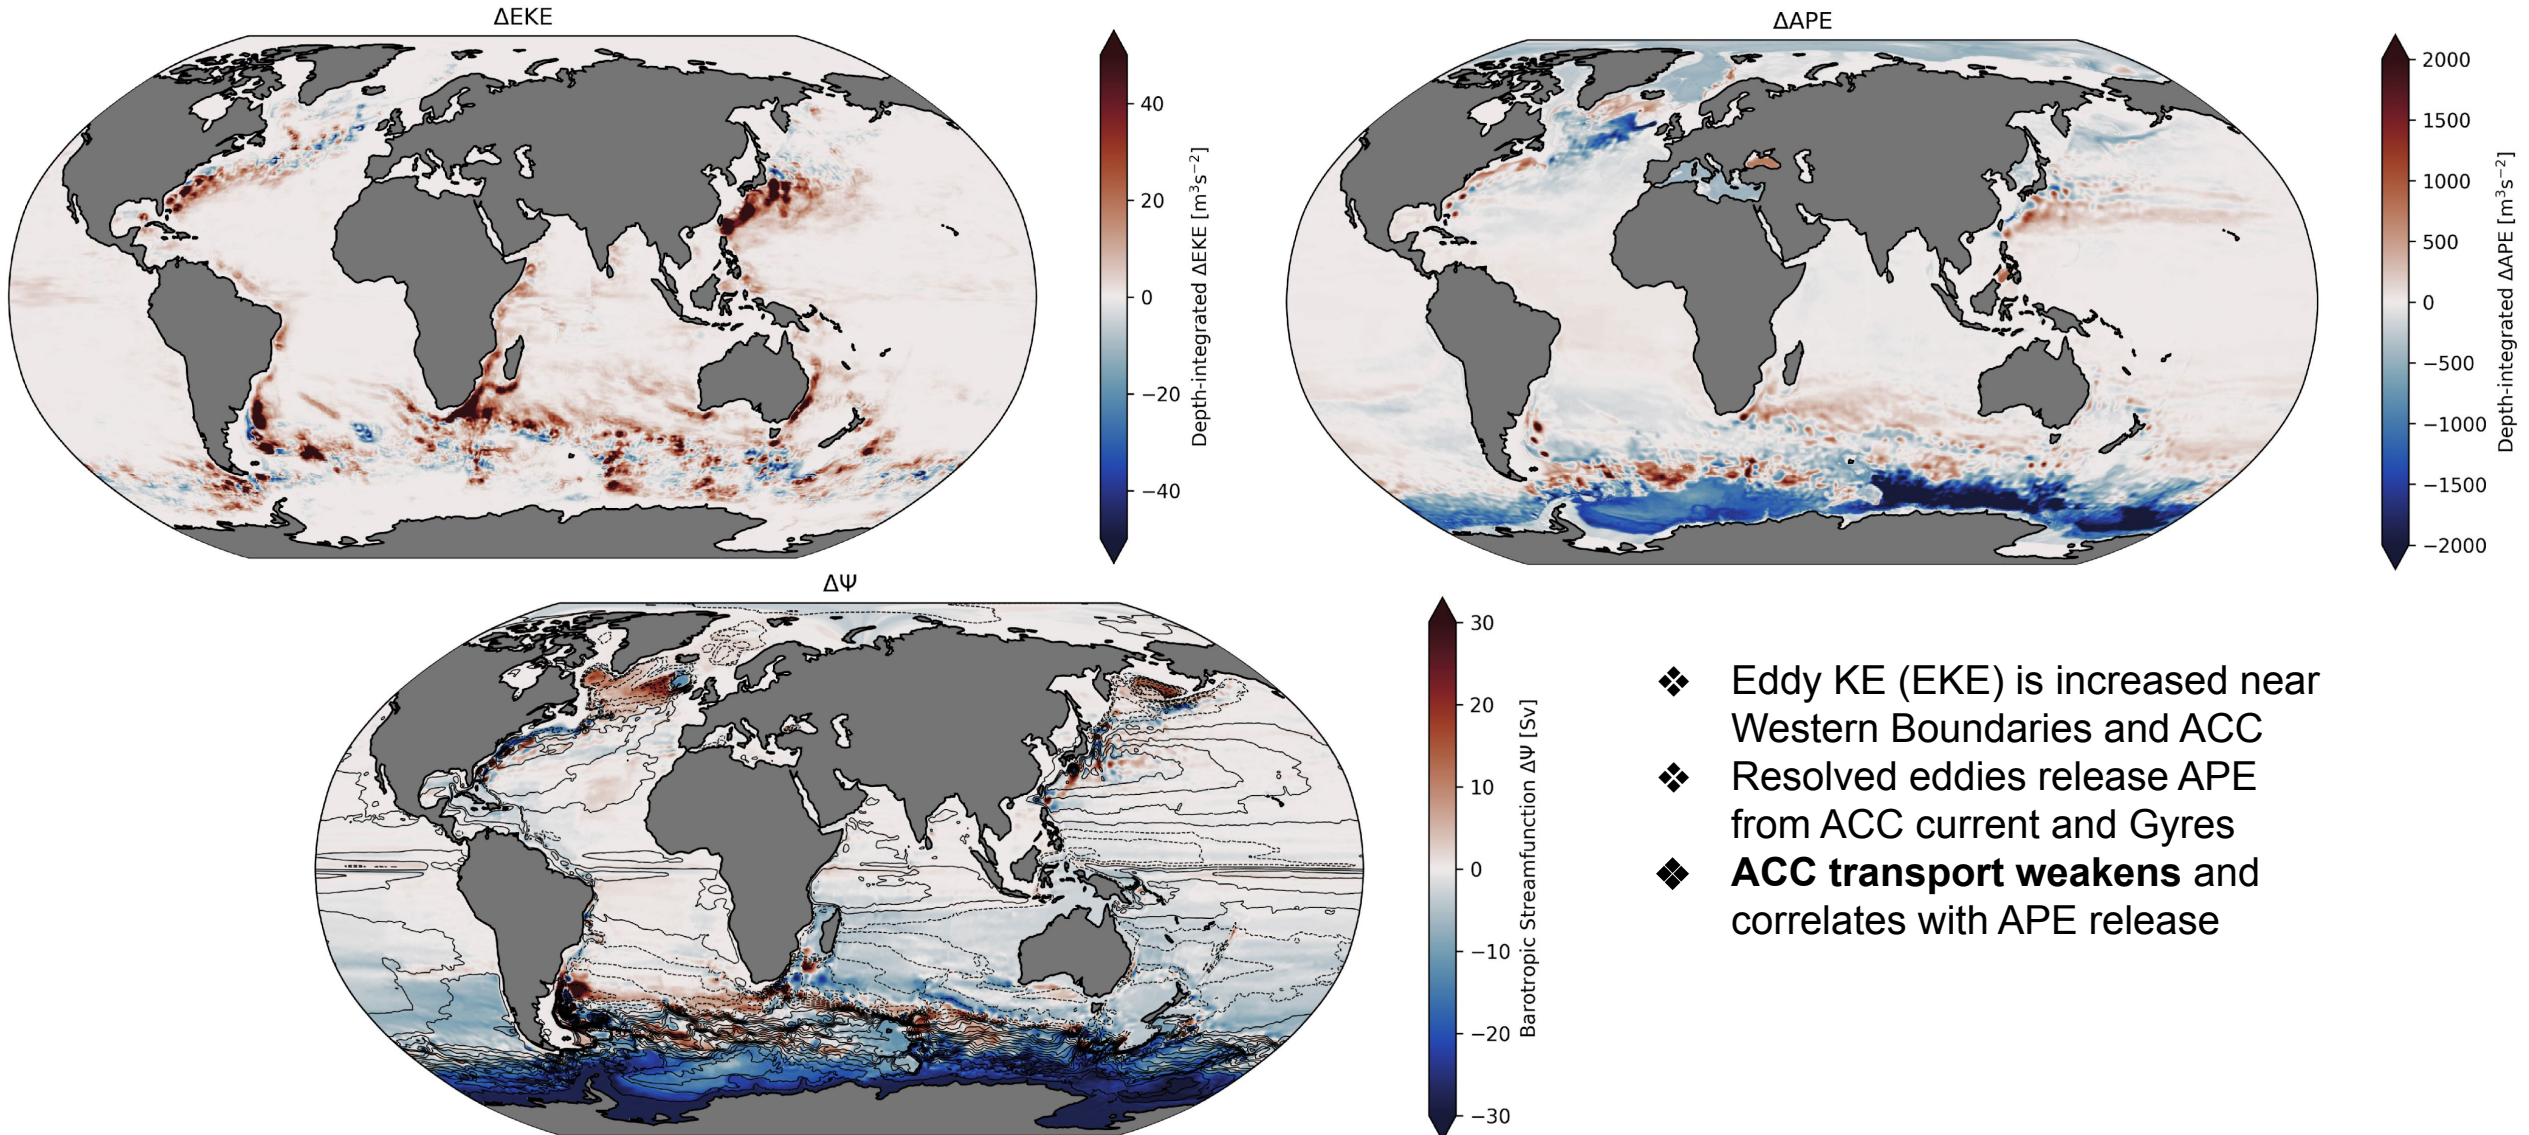 ΔEKE
40
20
0
−20
−40
Depth-integrated ΔEKE [m³s⁻²]
ΔAPE
2000
1500
1000
500
0
−500
−1000
−1500
−2000
Depth-integrated ΔAPE [m³s⁻²]
ΔΨ
30
20
10
0
−10
−20
−30
Barotropic Streamfunction ΔΨ [Sv]
❖ Eddy KE (EKE) is increased near
Western Boundaries and ACC
❖ Resolved eddies release APE
from ACC current and Gyres
❖ ACC transport weakens and
correlates with APE release